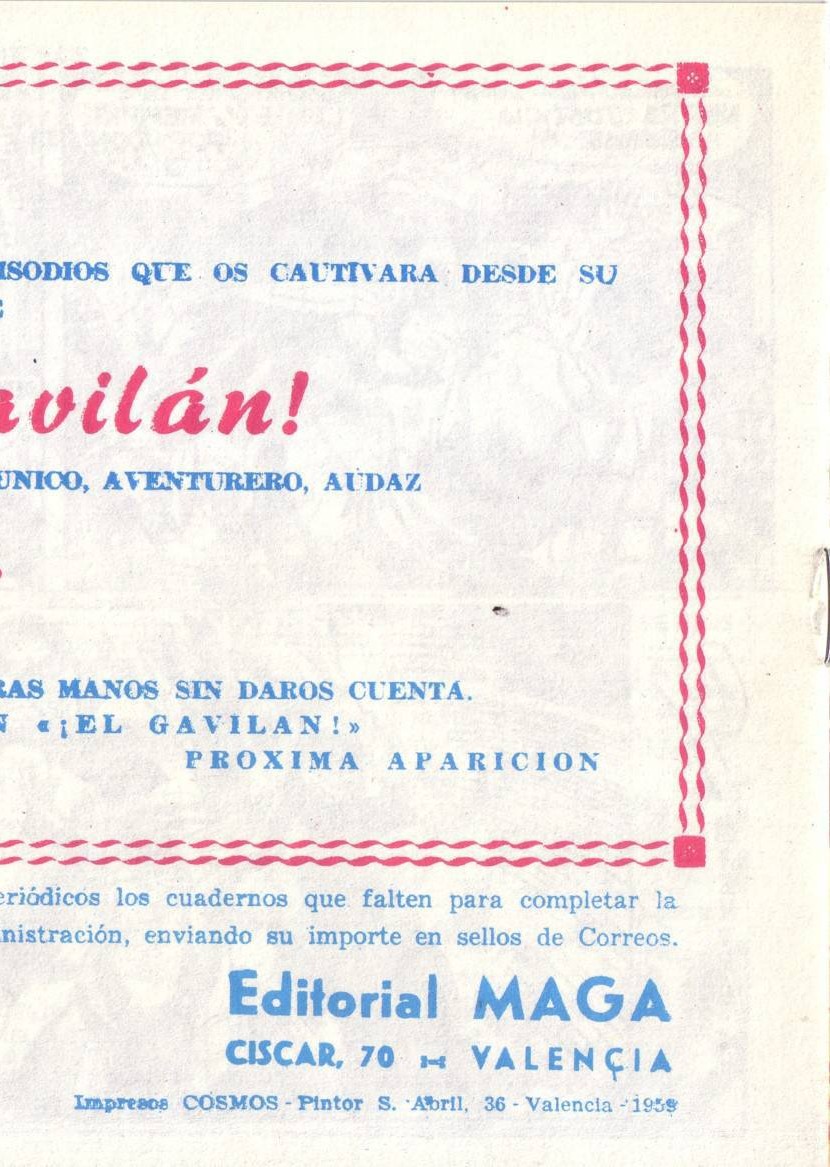 ISODIOS QUE OS CAUTIVARA DESDE SU
avilán!
UNICO, AVENTURERO, AUDAZ
RAS MANOS SIN DAROS CUENTA.
N «¡EL GAVILAN!»
PROXIMA APARICION
eriódicos los cuadernos que falten para completar la
nistración, enviando su importe en sellos de Correos.
Editorial MAGA
CISCAR, 70 VALENCIA
Impresos COSMOS - Pintor S. Abril, 36 - Valencia - 1959